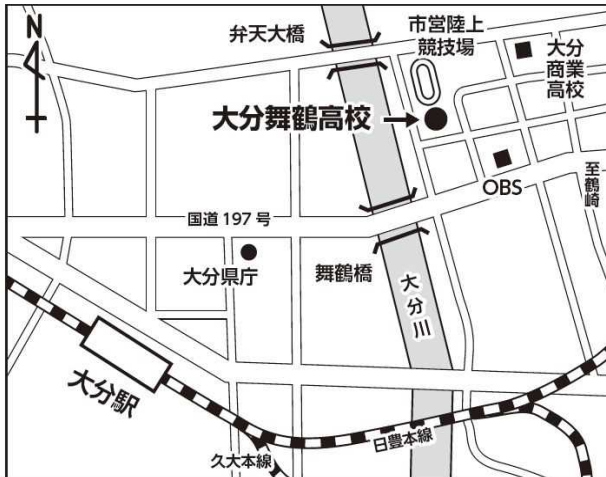 N
弁天大橋
市営陸上
競技場
大分
商業
高校
大分舞鶴高校
OBS
至鶴崎
国道197号
大分県庁
舞鶴橋
大分川
大分駅
日豊本線
久大本線